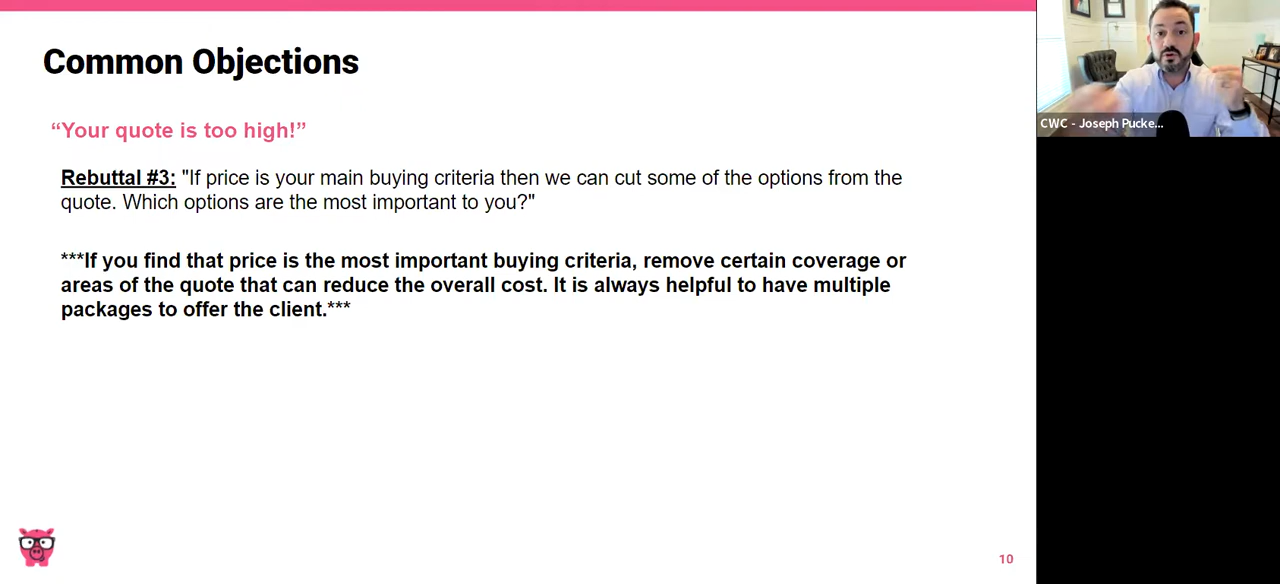 Common Objections
“Your quote is too high!”
Rebuttal #3: "If price is your main buying criteria then we can cut some of the options from the
quote. Which options are the most important to you?"
***If you find that price is the most important buying criteria, remove certain coverage or
areas of the quote that can reduce the overall cost. It is always helpful to have multiple
packages to offer the client.***
CWC - Joseph Pucke...
10